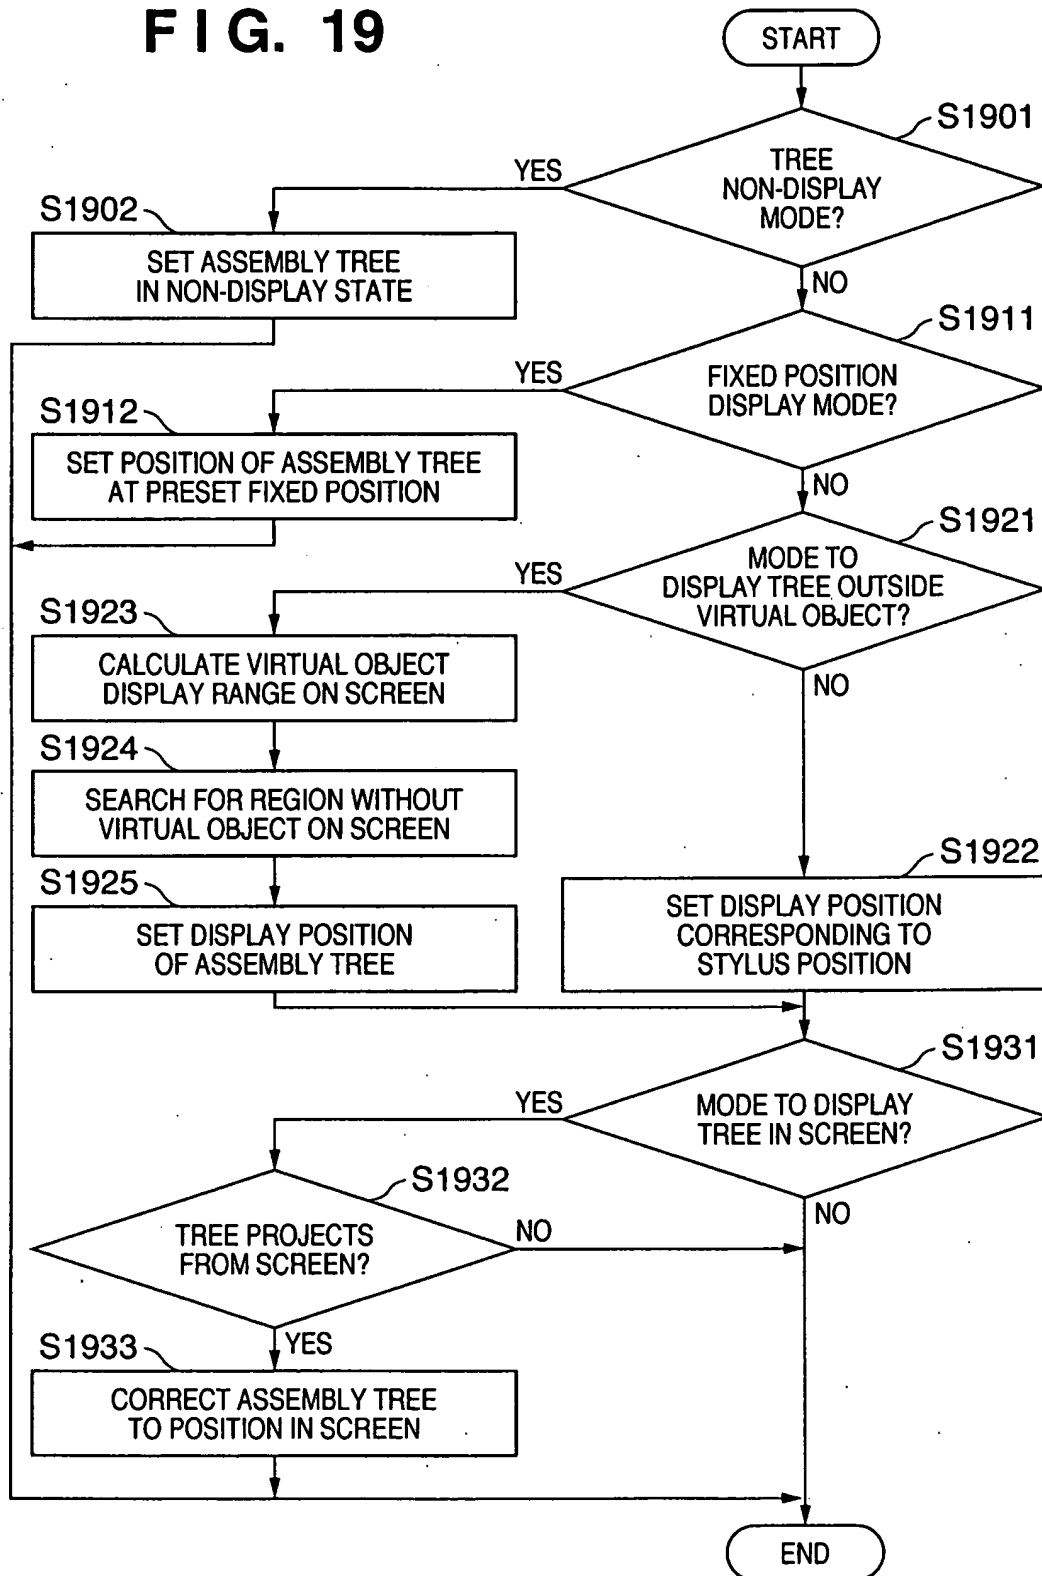 FIG. 19
START
S1901
TREE
NON-DISPLAY
MODE?
YES
NO
S1902
SET ASSEMBLY TREE
IN NON-DISPLAY STATE
S1911
FIXED POSITION
DISPLAY MODE?
YES
NO
S1912
SET POSITION OF ASSEMBLY TREE
AT PRESET FIXED POSITION
S1921
MODE TO
DISPLAY TREE OUTSIDE
VIRTUAL OBJECT?
YES
NO
S1923
CALCULATE VIRTUAL OBJECT
DISPLAY RANGE ON SCREEN
S1924
SEARCH FOR REGION WITHOUT
VIRTUAL OBJECT ON SCREEN
S1925
SET DISPLAY POSITION
OF ASSEMBLY TREE
S1922
SET DISPLAY POSITION
CORRESPONDING TO
STYLUS POSITION
S1931
MODE TO DISPLAY
TREE IN SCREEN?
YES
NO
S1932
TREE PROJECTS
FROM SCREEN?
NO
YES
S1933
CORRECT ASSEMBLY TREE
TO POSITION IN SCREEN
END